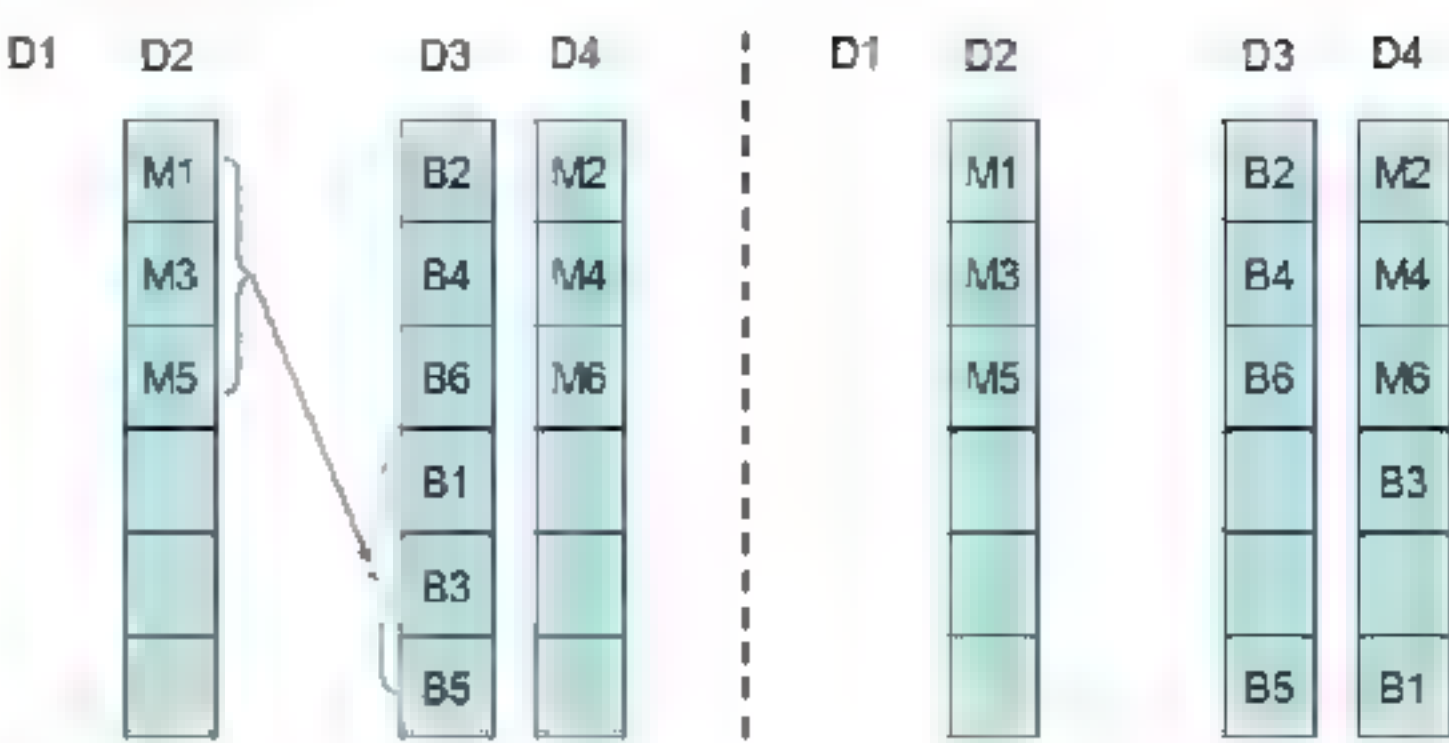 D1 D2 D3 D4 D1 D2 D3 D4
M1 B2 M2 M1 B2 M2
M3 B4 M4 M3 B4 M4
M5 B6 M6 M5 B6 M6
B1 B3
B3
B5 B5 B1